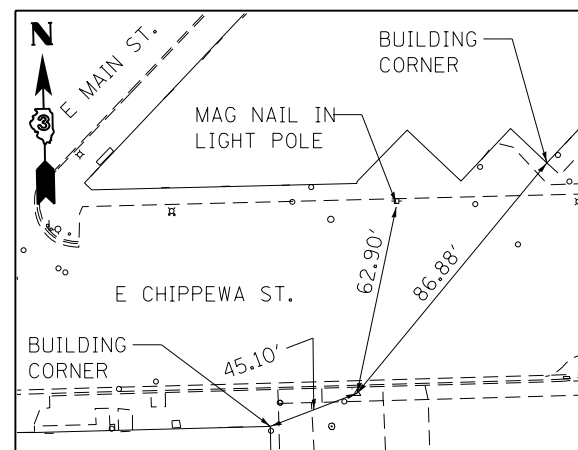 N
3
E MAIN ST.
BUILDING
CORNER
MAG NAIL IN
LIGHT POLE
62.90'
86.88'
E CHIPPEWA ST.
BUILDING
CORNER
45.10'